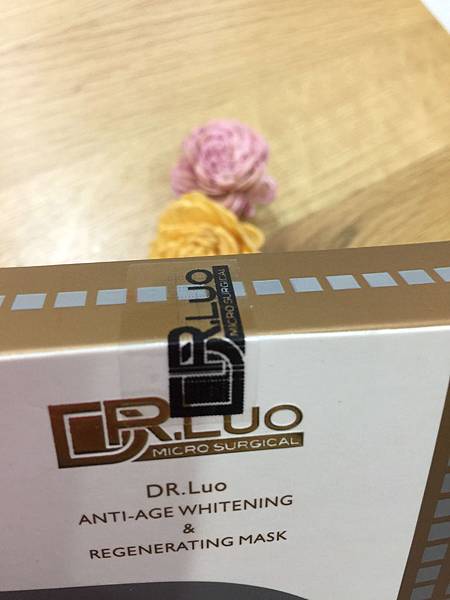 DR.LUO
MICRO SURGICAL
DR.LUO
MICRO SURGICAL
DR.Luo
ANTI-AGE WHITENING
&
REGENERATING MASK